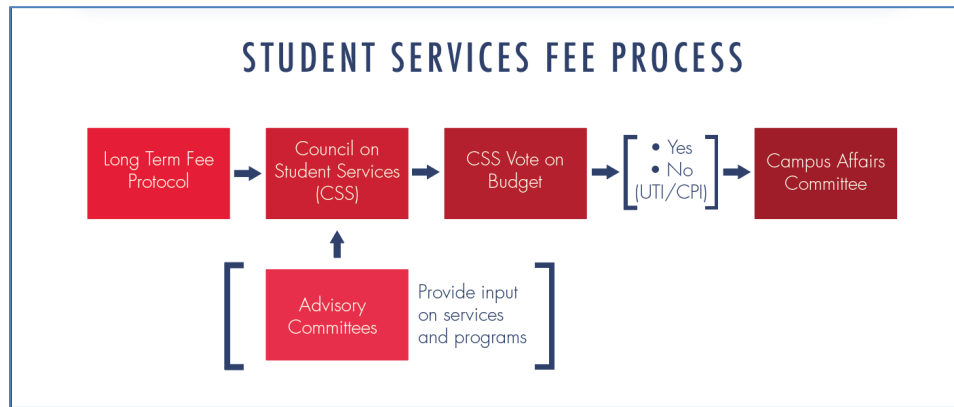 STUDENT SERVICES FEE PROCESS
Long Term Fee
Protocol
Council on
Student Services
(CSS)
CSS Vote on
Budget
• Yes
• No
(UTI/CPI)
Campus Affairs
Committee
Advisory
Committees
Provide input
on services
and programs